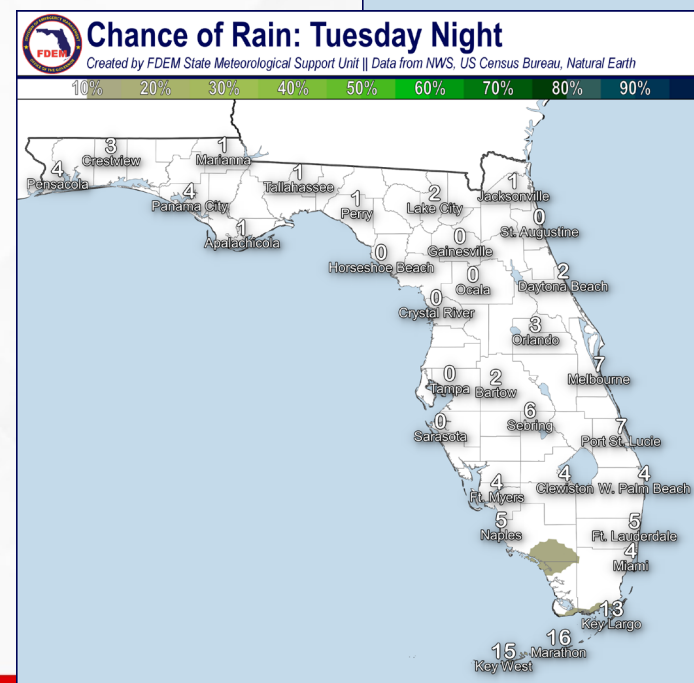 Chance of Rain: Tuesday Night
FDEM
Created by FDEM State Meteorological Support Unit || Data from NWS, US Census Bureau, Natural Earth
10% 20% 30% 40% 50% 60% 70% 80% 90%
3
Crestview
1
Marianna
4
Pensacola
1
Tallahassee
4
Panama City
1
Perry
2
Lake City
1
Jacksonville
1
Apalachicola
0
St. Augustine
0
Gainesville
0
Horseshoe Beach
0
Ocala
2
Daytona Beach
0
Crystal River
3
Orlando
7
Melbourne
0
Tampa
2
Bartow
6
Sebring
0
Sarasota
7
Port St. Lucie
4
Ft. Myers
4
Clewiston
4
W. Palm Beach
5
Naples
5
Ft. Lauderdale
4
Miami
13
Key Largo
16
Marathon
15
Key West